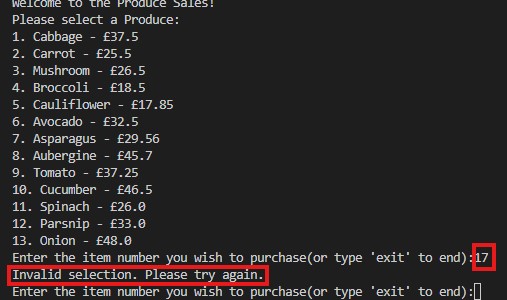 Welcome to the Produce Sales!
Please select a Produce:
1. Cabbage - £37.5
2. Carrot - £25.5
3. Mushroom - £26.5
4. Broccoli - £18.5
5. Cauliflower - £17.85
6. Avocado - £32.5
7. Asparagus - £29.56
8. Aubergine - £45.7
9. Tomato - £37.25
10. Cucumber - £46.5
11. Spinach - £26.0
12. Parsnip - £33.0
13. Onion - £48.0
Enter the item number you wish to purchase(or type 'exit' to end):17
Invalid selection. Please try again.
Enter the item number you wish to purchase(or type 'exit' to end):